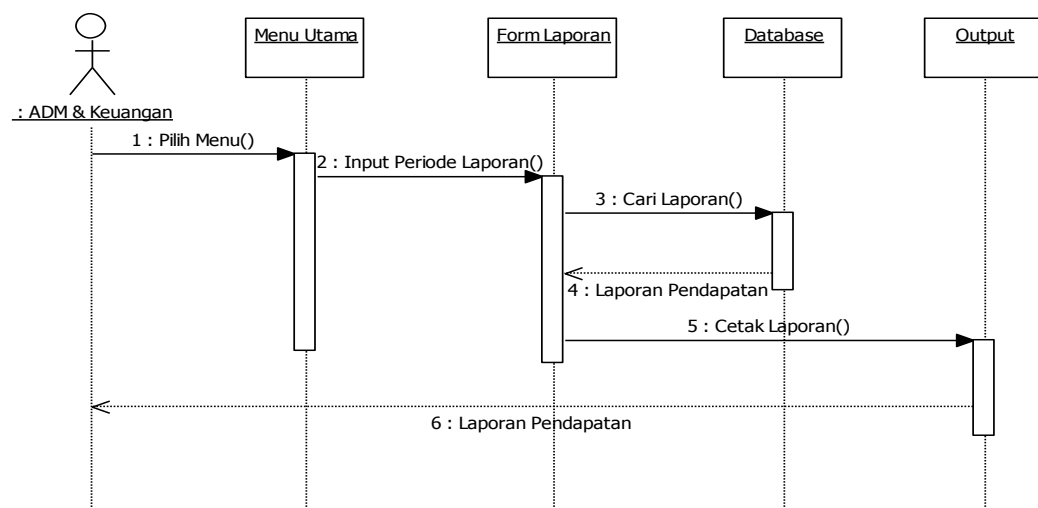 Menu Utama
Form Laporan
Database
Output
: ADM & Keuangan
1 : Pilih Menu()
2 : Input Periode Laporan()
3 : Cari Laporan()
4 : Laporan Pendapatan
5 : Cetak Laporan()
6 : Laporan Pendapatan